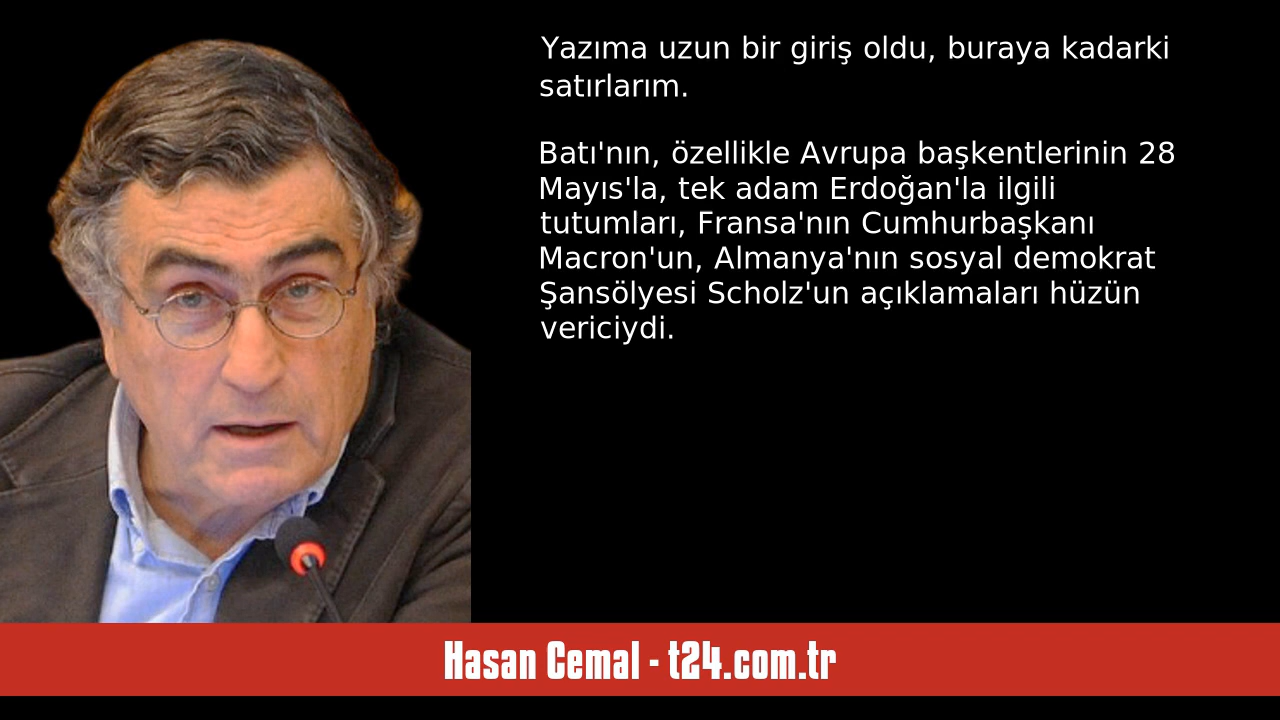 Yazıma uzun bir giriş oldu, buraya kadarki
satırlarım.
Batı'nın, özellikle Avrupa başkentlerinin 28
Mayıs'la, tek adam Erdoğan'la ilgili
tutumları, Fransa'nın Cumhurbaşkanı
Macron'un, Almanya'nın sosyal demokrat
Şansölyesi Scholz'un açıklamaları hüzün
vericiydi.
Hasan Cemal - t24.com.tr